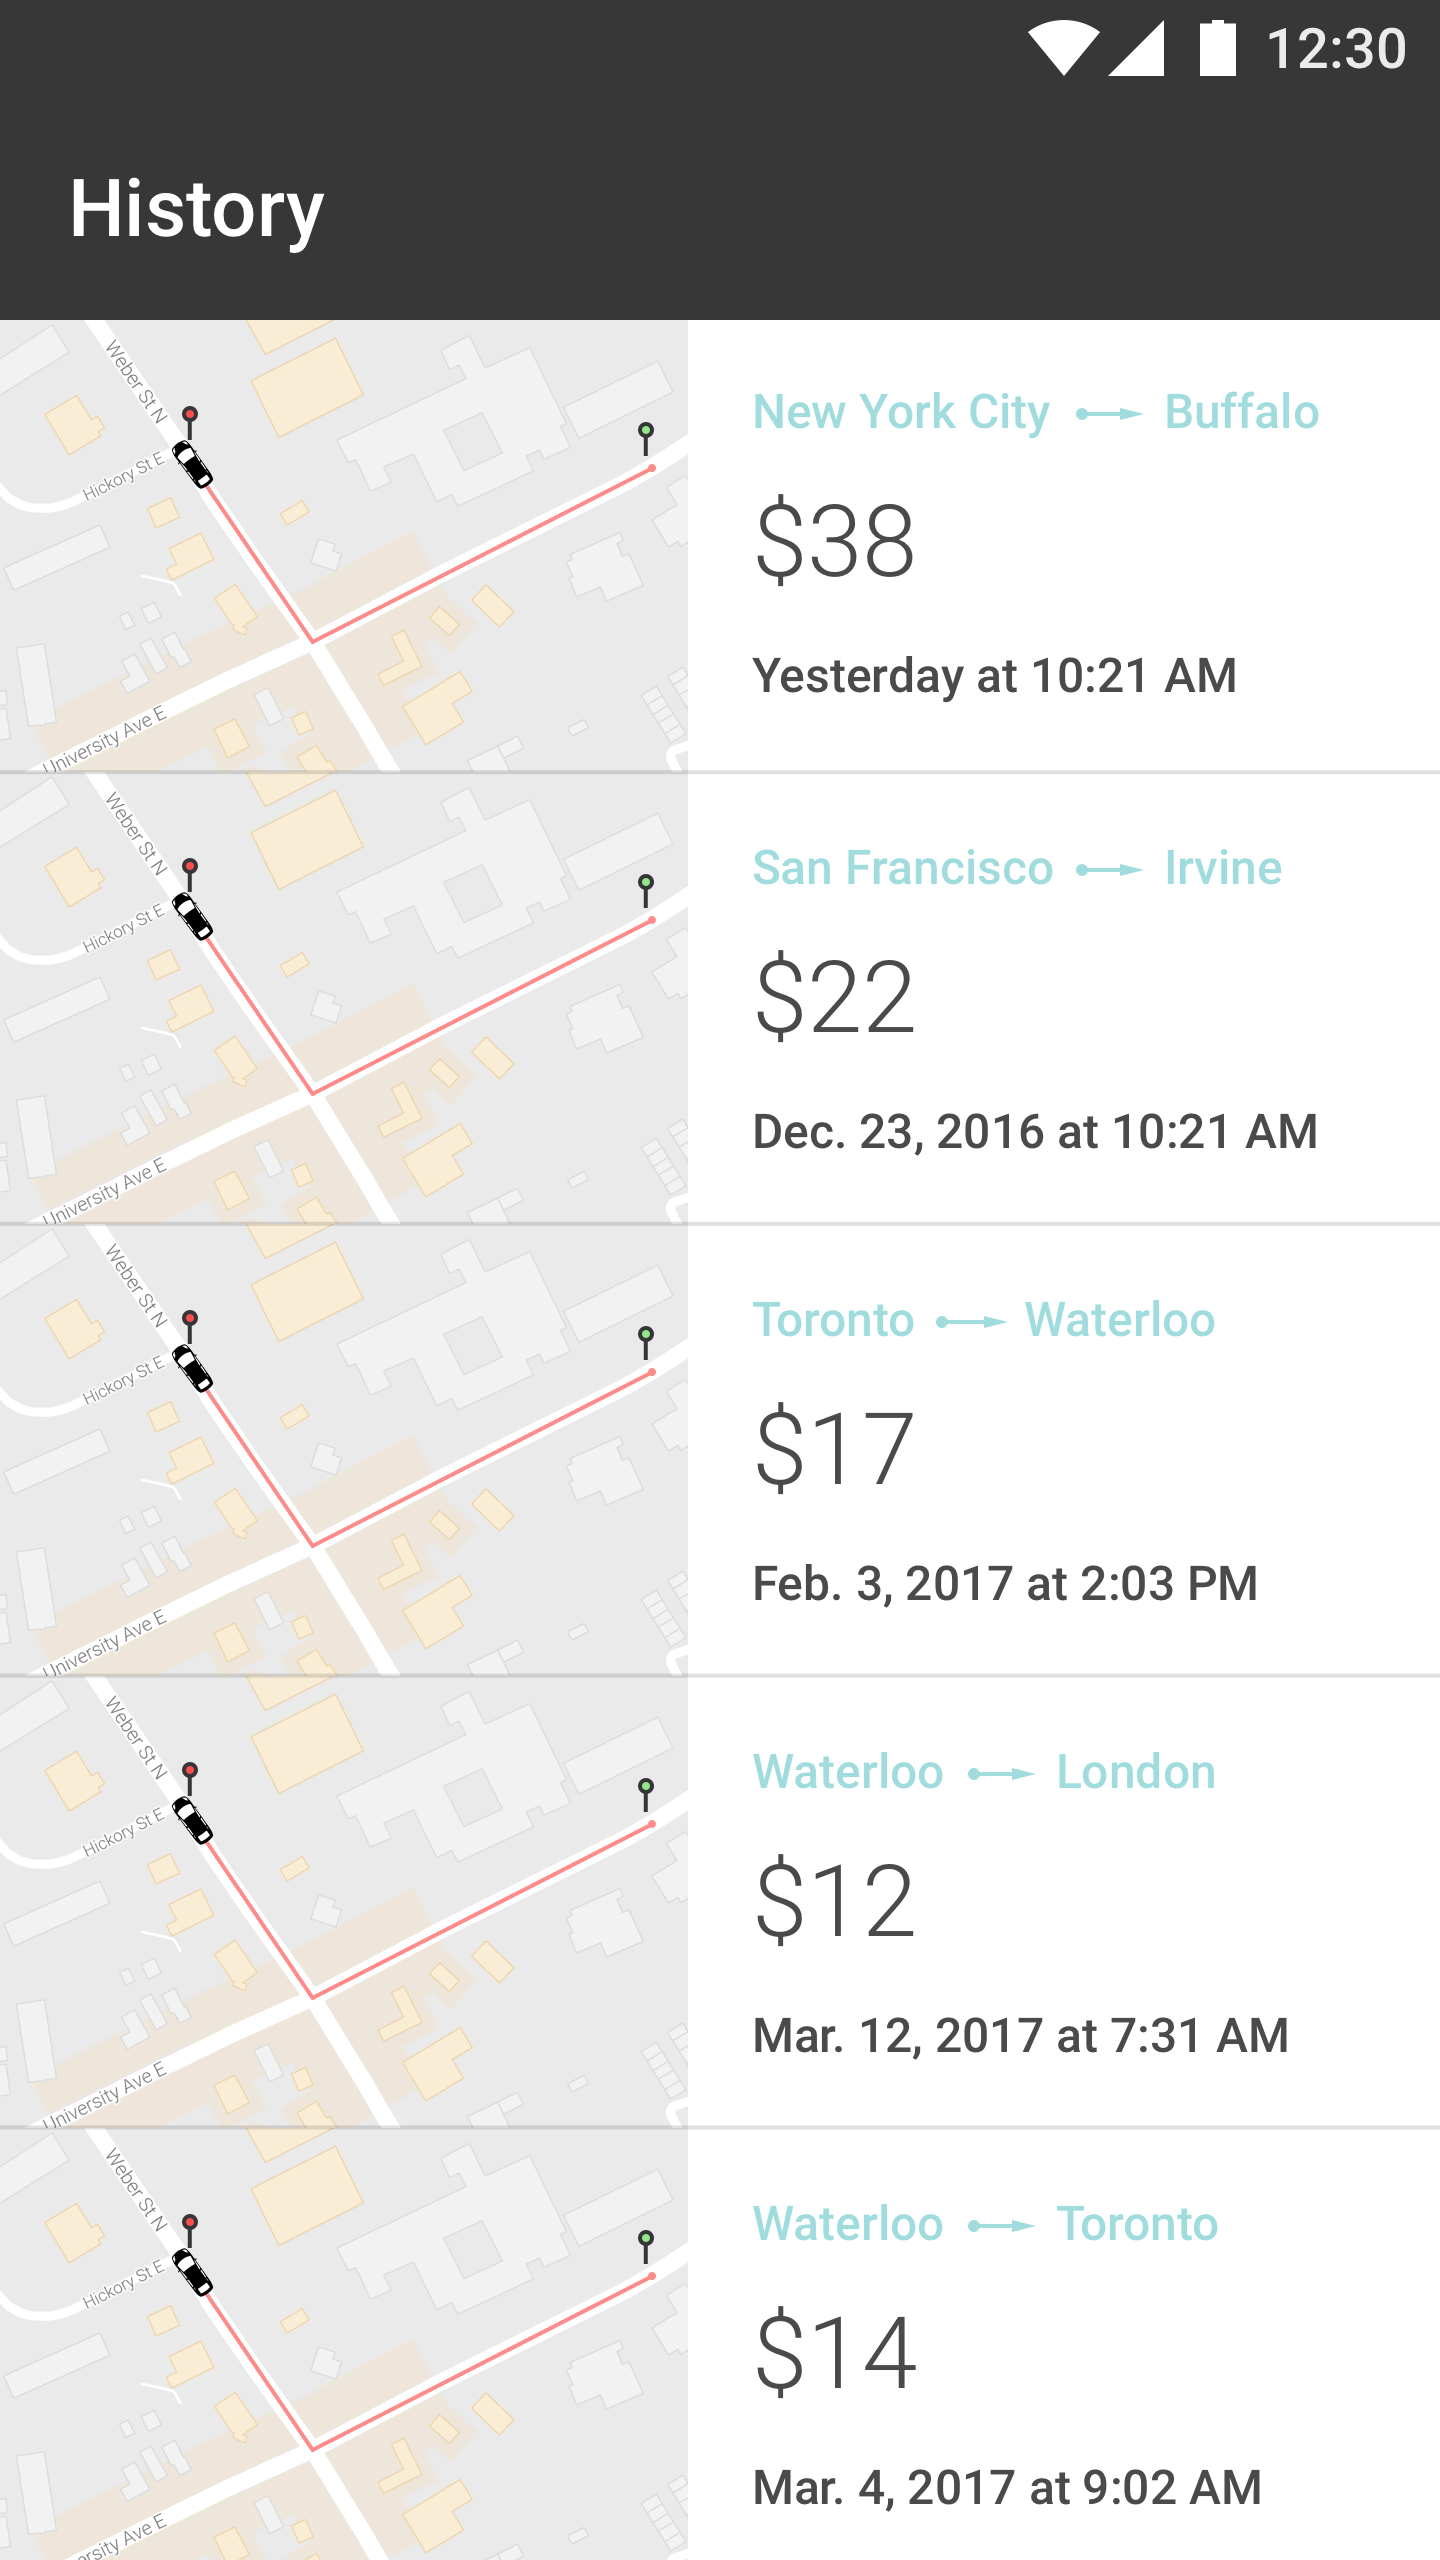 12:30
History
Weber St N
Hickory St E
University Ave E
New York City Buffalo
$38
Yesterday at 10:21 AM
Weber St N
Hickory St E
University Ave E
San Francisco Irvine
$22
Dec. 23, 2016 at 10:21 AM
Weber St N
Hickory St E
University Ave E
Toronto Waterloo
$17
Feb. 3, 2017 at 2:03 PM
Weber St N
Hickory St E
University Ave E
Waterloo London
$12
Mar. 12, 2017 at 7:31 AM
Weber St N
Hickory St E
ersity Ave E
Waterloo Toronto
$14
Mar. 4, 2017 at 9:02 AM